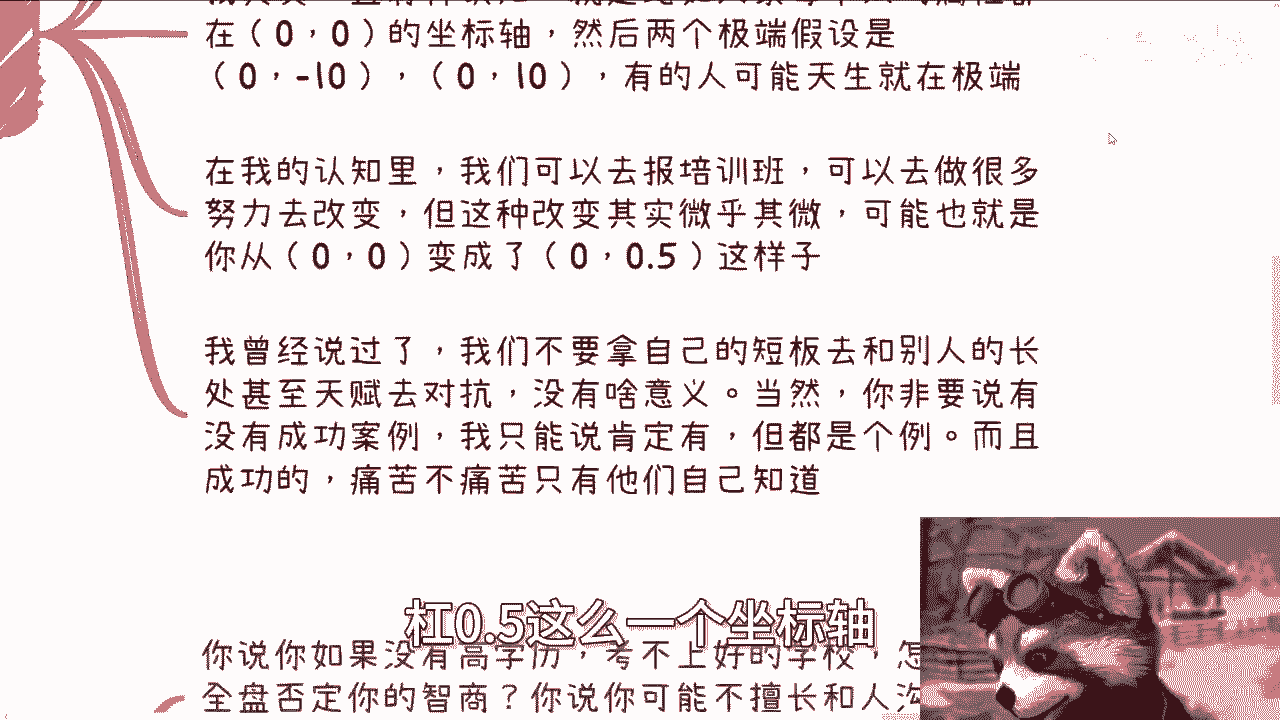 在（0，0）的坐标轴，然后两个极端假设是
（0，-10），（0，10），有的人可能天生就在极端
在我的认知里，我们可以去报培训班，可以去做很多
努力去改变，但这种改变其实微乎其微，可能也就是
你从（0，0）变成了（0，0.5）这样子
我曾经说过了，我们不要拿自己的短板去和别人的长
处甚至天赋去对抗，没有啥意义。当然，你非要说有
没有成功案例，我只能说肯定有，但都是个例。而且
成功的，痛苦不痛苦只有他们自己知道
杠0.5这么一个坐标轴
你说你如果没有高学历，考不上好的学校，怎
全盘否定你的智商？你说你可能不擅长和人沟